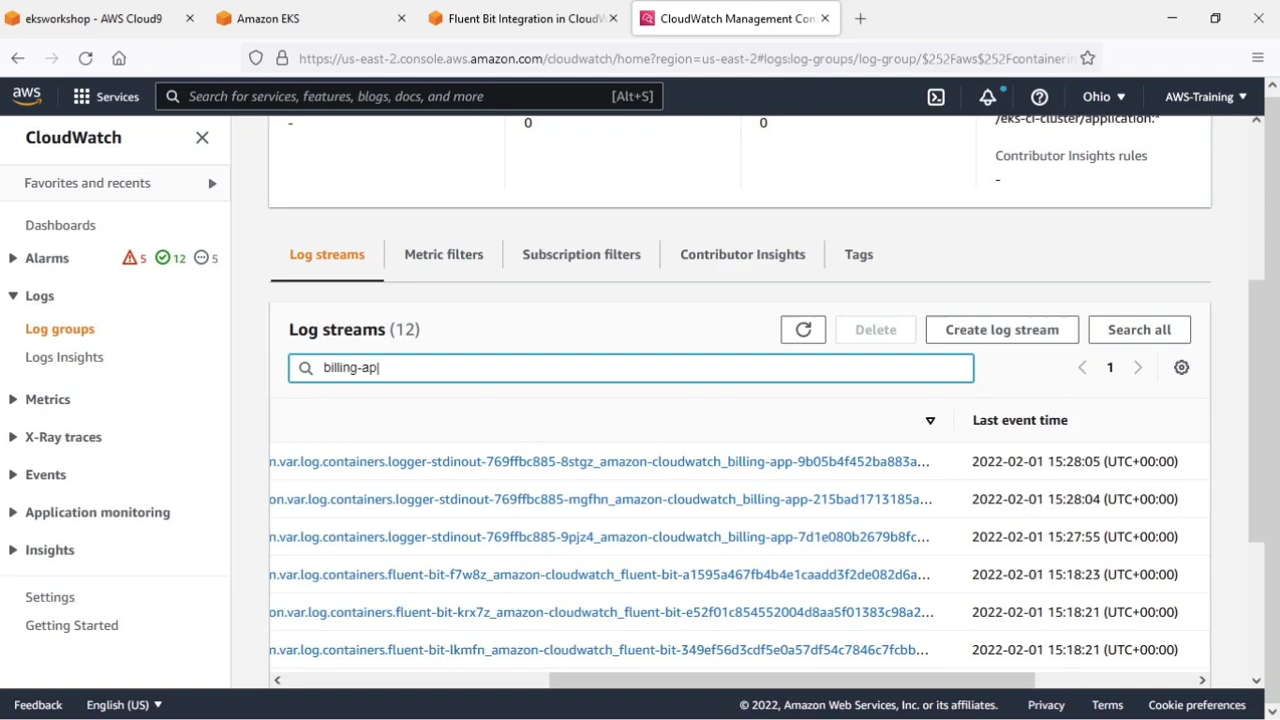 eksworkshop - AWS Cloud9
Amazon EKS
Fluent Bit Integration in CloudW
CloudWatch Management Con
https://us-east-2.console.aws.amazon.com/cloudwatch/home?region=us-east-2#logs:log-groups/log-group/$252Faws$252Fcontainerin
aws
Services
Search for services, features, blogs, docs, and more
[Alt+S]
Ohio
AWS-Training
CloudWatch
Favorites and recents
Dashboards
Alarms
5
12
5
Logs
Log groups
Logs Insights
Metrics
X-Ray traces
Events
Application monitoring
Insights
Settings
Getting Started
-
0
0
/eks-ci-cluster/application:*
Contributor Insights rules
-
Log streams
Metric filters
Subscription filters
Contributor Insights
Tags
Log streams (12)
Delete
Create log stream
Search all
billing-ap
1
Last event time
n.var.log.containers.logger-stdinout-769ffbc885-8stgz_amazon-cloudwatch_billing-app-9b05b4f452ba883a...
2022-02-01 15:28:05 (UTC+00:00)
on.var.log.containers.logger-stdinout-769ffbc885-mgfhn_amazon-cloudwatch_billing-app-215bad1713185a...
2022-02-01 15:28:04 (UTC+00:00)
n.var.log.containers.logger-stdinout-769ffbc885-9pjz4_amazon-cloudwatch_billing-app-7d1e080b2679b8fc...
2022-02-01 15:27:55 (UTC+00:00)
n.var.log.containers.fluent-bit-f7w8z_amazon-cloudwatch_fluent-bit-a1595a467fb4b4e1caadd3f2de082d6a...
2022-02-01 15:18:23 (UTC+00:00)
on.var.log.containers.fluent-bit-krx7z_amazon-cloudwatch_fluent-bit-e52f01c854552004d8aa5f01383c98a2...
2022-02-01 15:18:21 (UTC+00:00)
n.var.log.containers.fluent-bit-lkmfn_amazon-cloudwatch_fluent-bit-349ef56d3cdf5e0a57df54c7846c7fcbb...
2022-02-01 15:18:21 (UTC+00:00)
Feedback
English (US)
© 2022, Amazon Web Services, Inc. or its affiliates.
Privacy
Terms
Cookie preferences